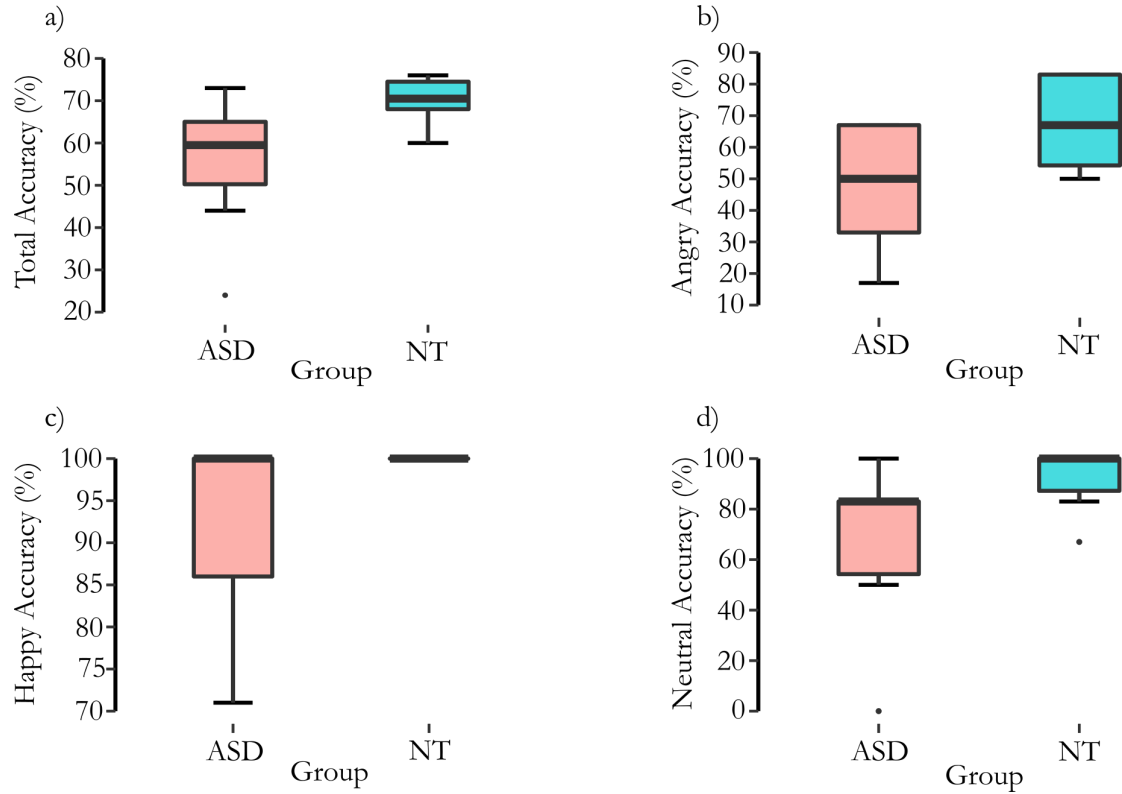 a)
Total Accuracy (%)
80
70
60
50
40
30
20
ASD
NT
Group
b)
Angry Accuracy (%)
90
80
70
60
50
40
30
20
10
ASD
NT
Group
c)
Happy Accuracy (%)
100
95
90
85
80
75
70
ASD
NT
Group
d)
Neutral Accuracy (%)
100
80
60
40
20
0
ASD
NT
Group